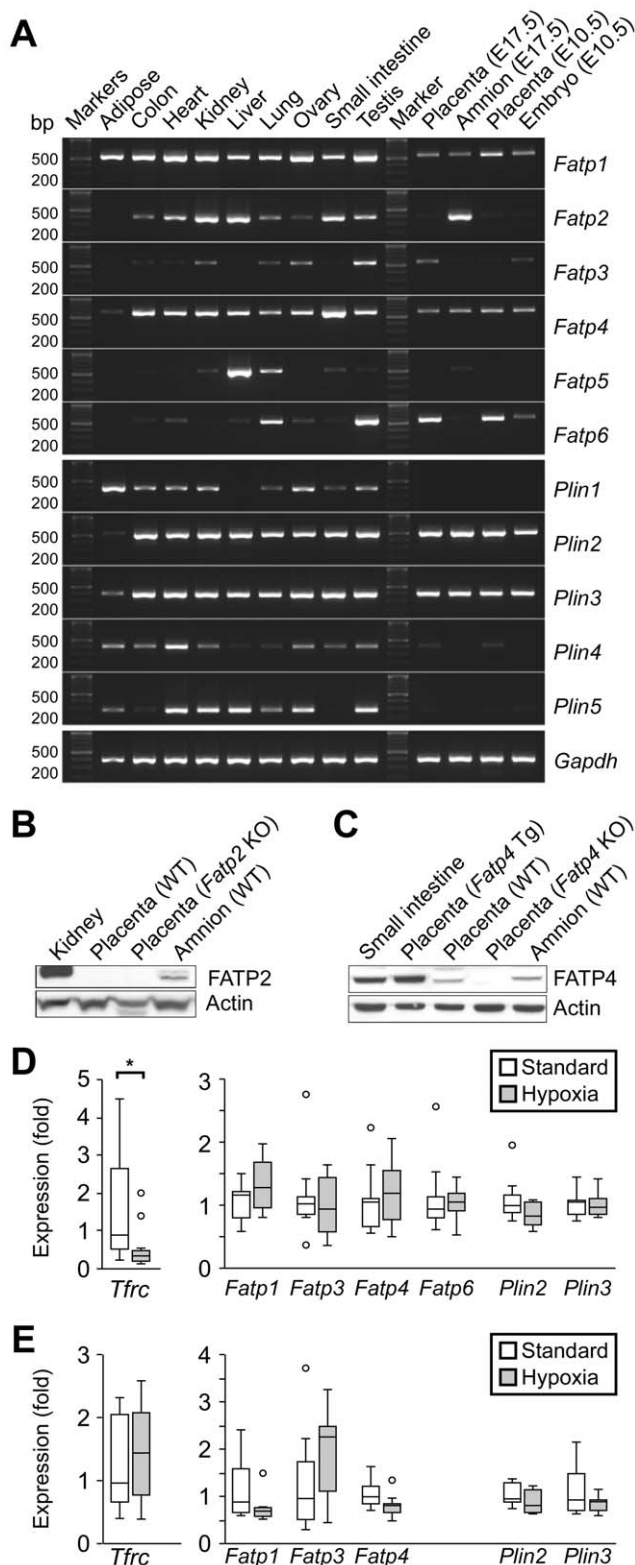 A
Markers
Adipose
Colon
Heart
Kidney
Liver
Lung
Ovary
Small intestine
Testis
Marker
Placenta (E17.5)
Amnion (E17.5)
Placenta (E10.5)
Embryo (E10.5)
bp
500
200
Fatp1
500
200
Fatp2
500
200
Fatp3
500
200
Fatp4
500
200
Fatp5
500
200
Fatp6
500
200
Plin1
500
200
Plin2
500
200
Plin3
500
200
Plin4
500
200
Plin5
500
200
Gapdh
B
Kidney
Placenta (WT)
Placenta (Fatp2 KO)
Amnion (WT)
FATP2
Actin
C
Small intestine
Placenta (Fatp4 Tg)
Placenta (WT)
Placenta (Fatp4 KO)
Amnion (WT)
FATP4
Actin
D
Expression (fold)
5
4
3
2
1
0
*
Tfrc
3
2
1
0
Standard
Hypoxia
Fatp1 Fatp3 Fatp4 Fatp6 Plin2 Plin3
E
Expression (fold)
3
2
1
0
Tfrc
4
3
2
1
0
Standard
Hypoxia
Fatp1 Fatp3 Fatp4 Plin2 Plin3